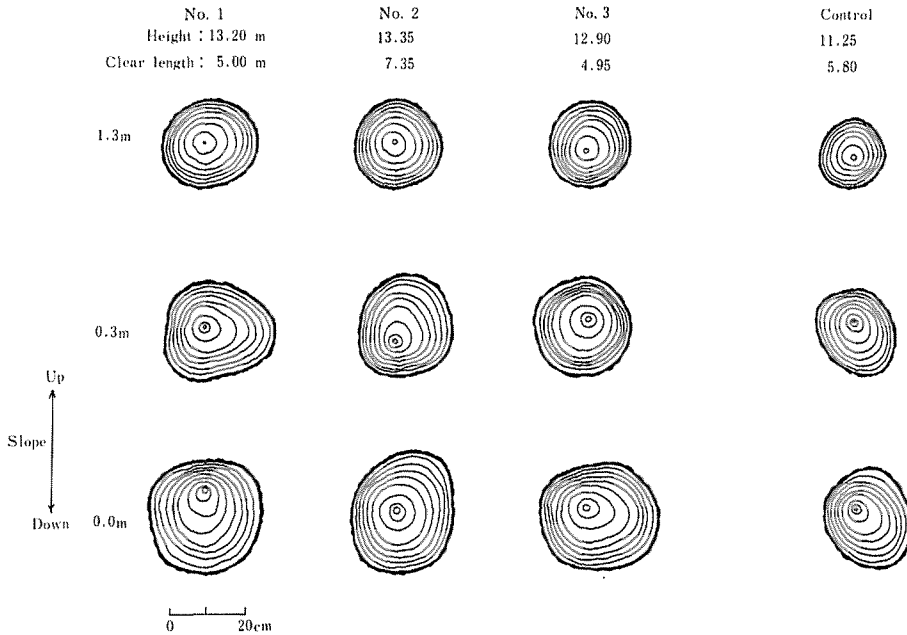 No. 1 No. 2 No. 3 Control
Height : 13.20 m 13.35 12.90 11.25
Clear length : 5.00 m 7.35 4.95 5.80
1.3m
0.3m
Up
Slope
Down 0.0m
0 20cm